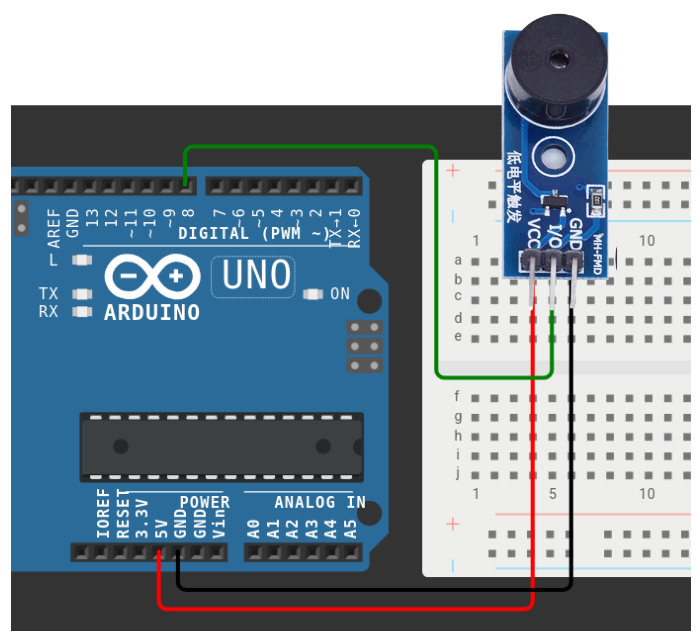 低电平触发
VCC
I/O
GND
MH-FMD
AREF
GND
13
12
~11
~10
~9
8
7
~6
~5
~4
~3
~2
TX→1
RX←0
DIGITAL (PWM ~)
L
TX
RX
UNO
ARDUINO
ON
IOREF
RESET
3.3V
5V
GND
GND
Vin
POWER
A0
A1
A2
A3
A4
A5
ANALOG IN
+
1
10
a
b
c
d
e
f
g
h
i
j
1
5
10
+